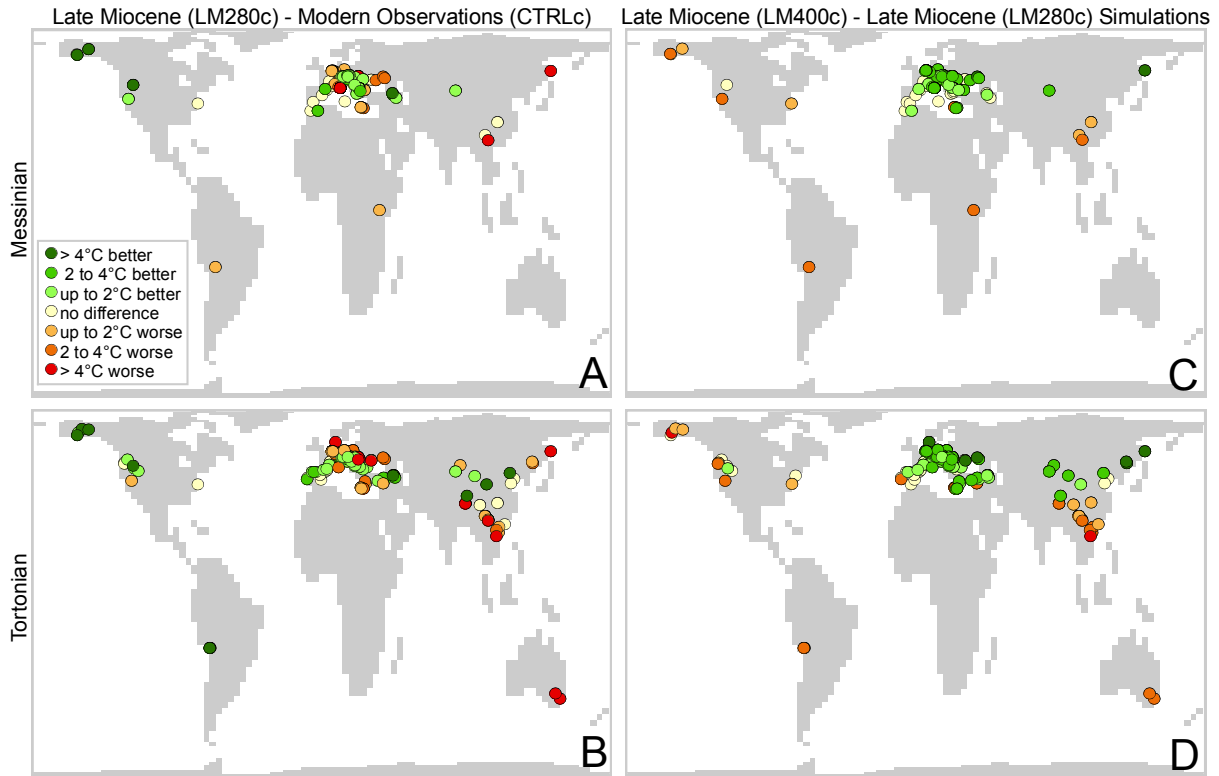 Late Miocene (LM280c) - Modern Observations (CTRLc)
Late Miocene (LM400c) - Late Miocene (LM280c) Simulations
Messinian
> 4°C better
2 to 4°C better
up to 2°C better
no difference
up to 2°C worse
2 to 4°C worse
> 4°C worse
A
C
Tortonian
B
D